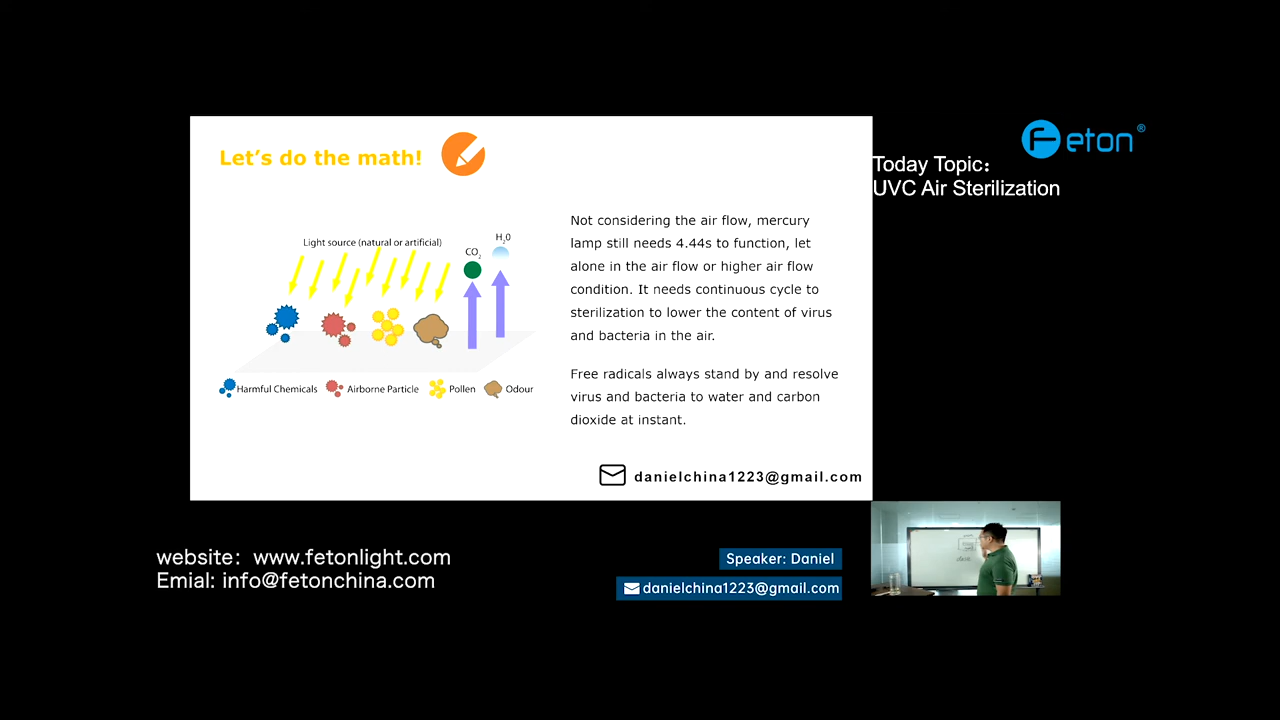 Let's do the math!
Light source (natural or artificial)
CO2
H20
Harmful Chemicals
Airborne Particle
Pollen
Odour
Not considering the air flow, mercury
lamp still needs 4.44s to function, let
alone in the air flow or higher air flow
condition. It needs continuous cycle to
sterilization to lower the content of virus
and bacteria in the air.
Free radicals always stand by and resolve
virus and bacteria to water and carbon
dioxide at instant.
danielchina1223@gmail.com
Feton®
Today Topic：
UVC Air Sterilization
website： www.fetonlight.com
Emial: info@fetonchina.com
Speaker: Daniel
danielchina1223@gmail.com